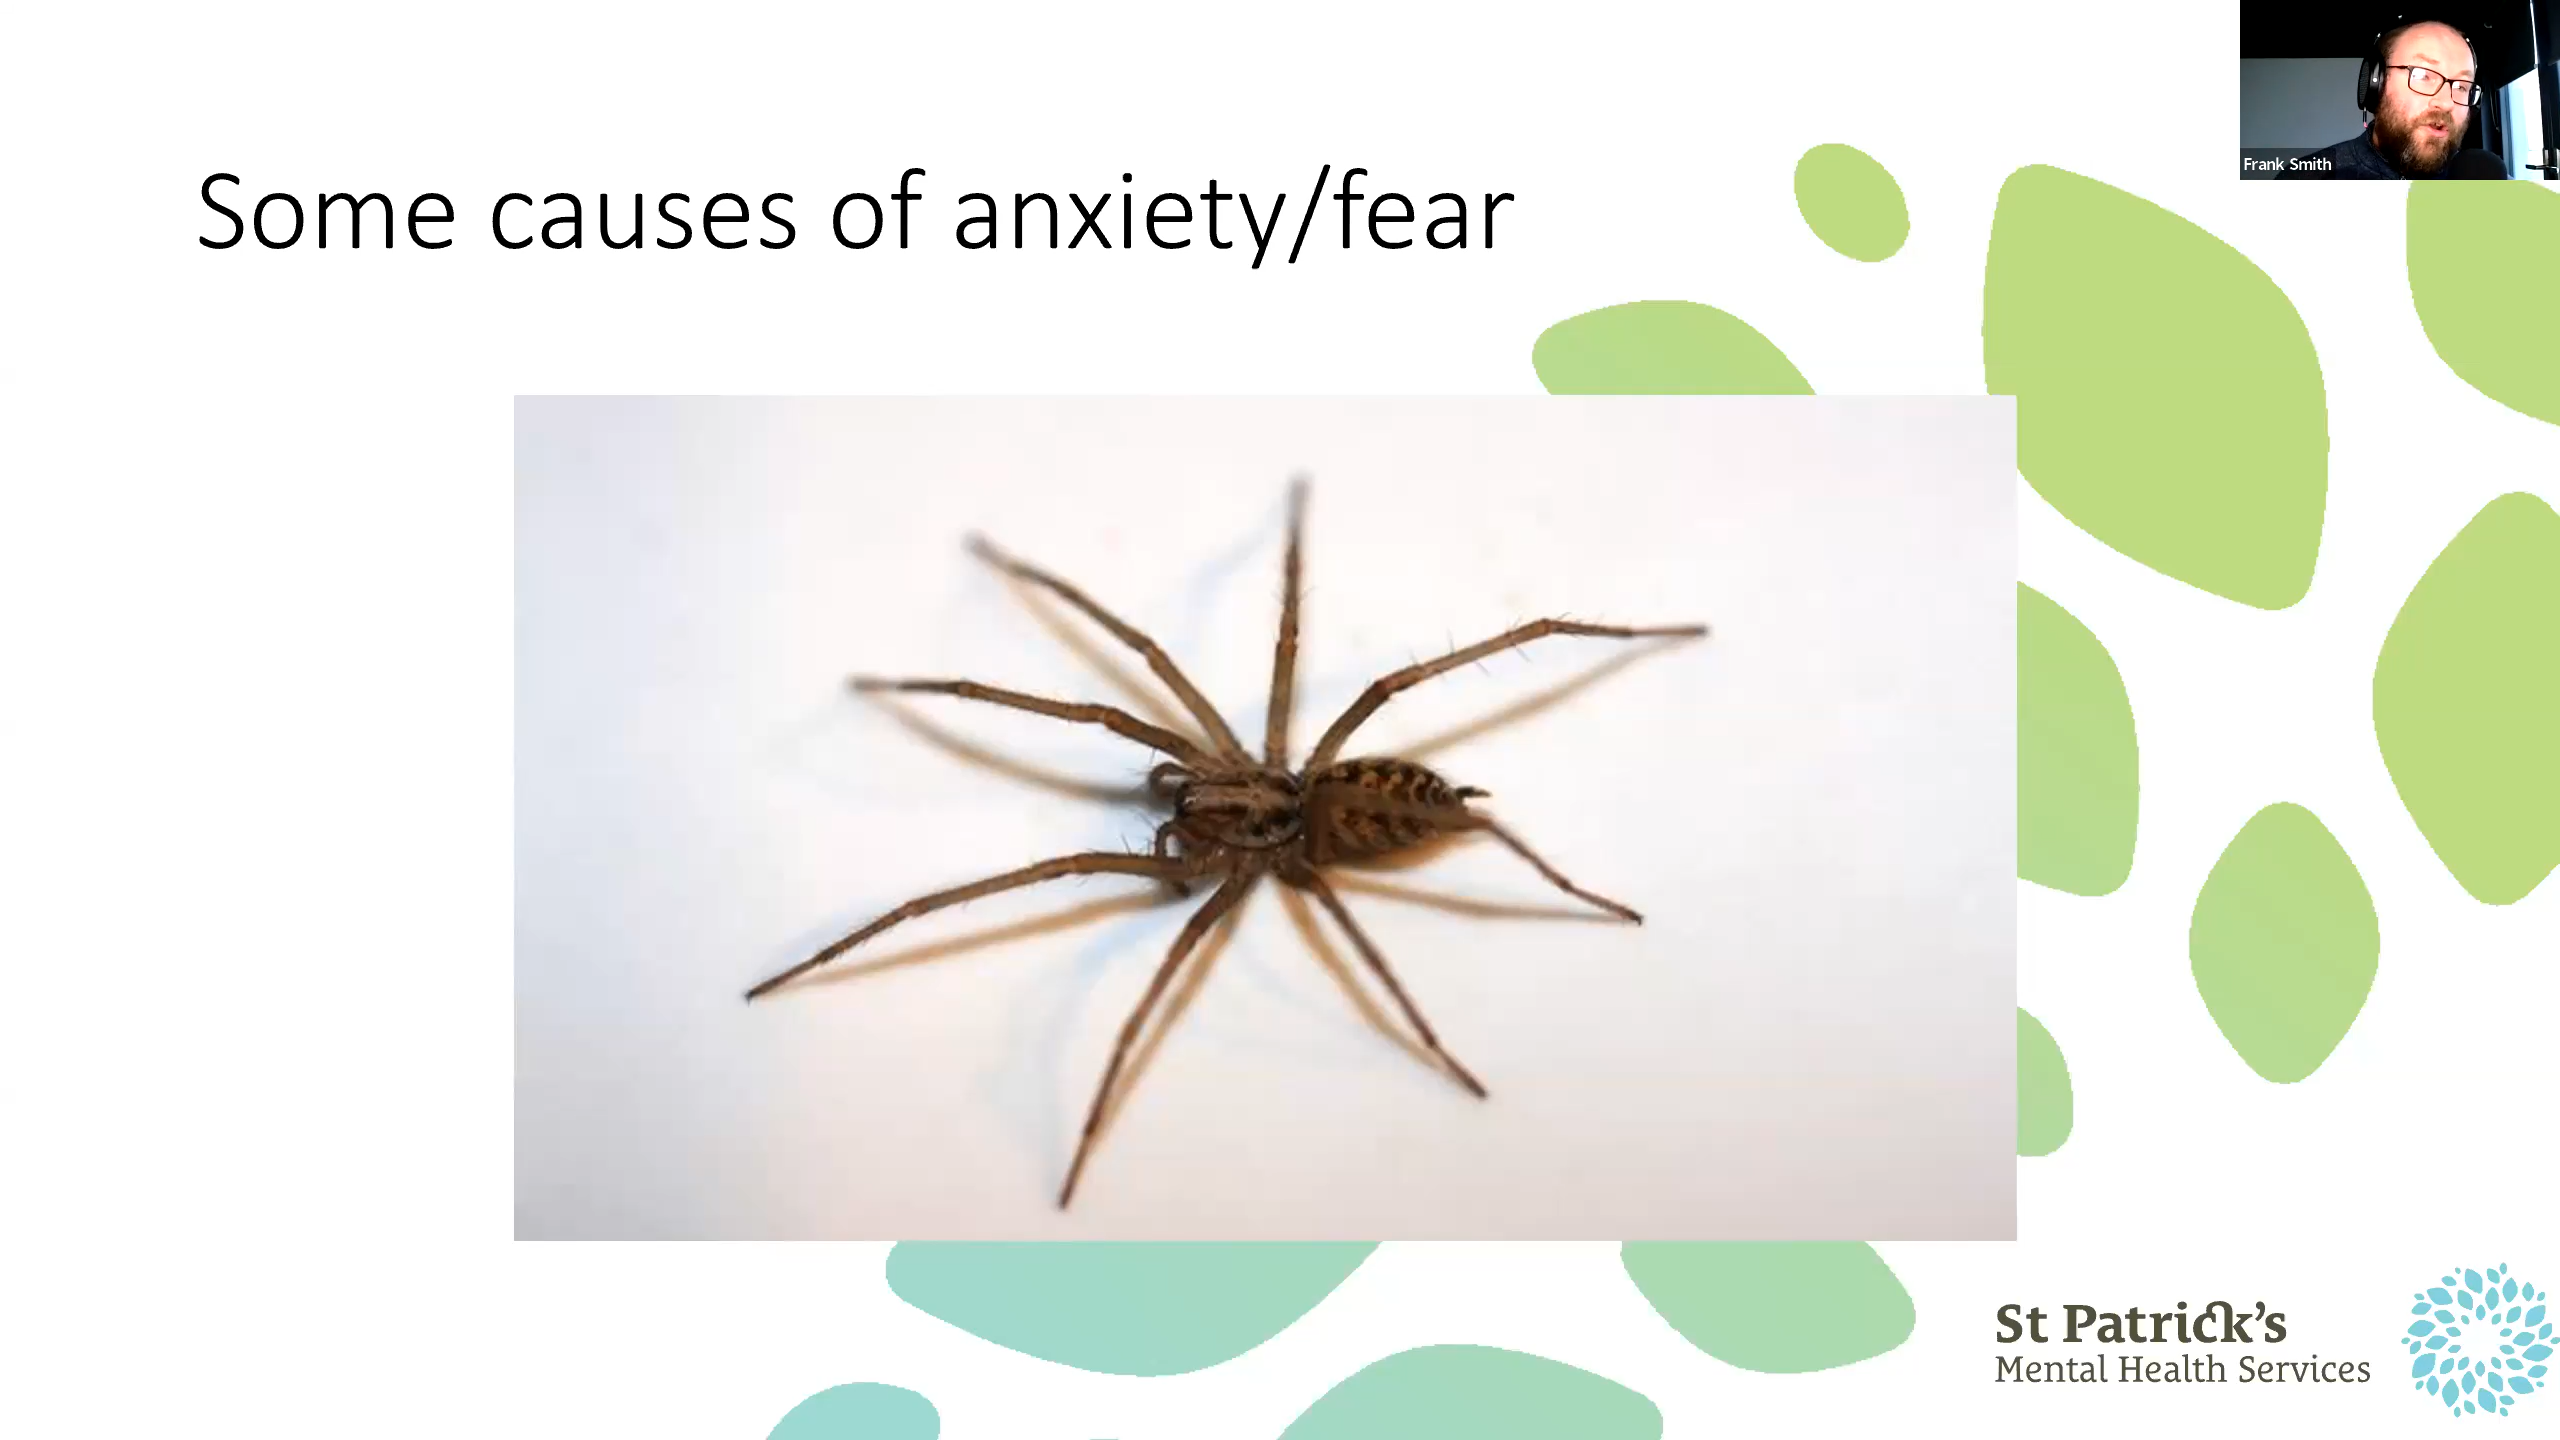 Frank Smith
Some causes of anxiety/fear
St Patrick's
Mental Health Services